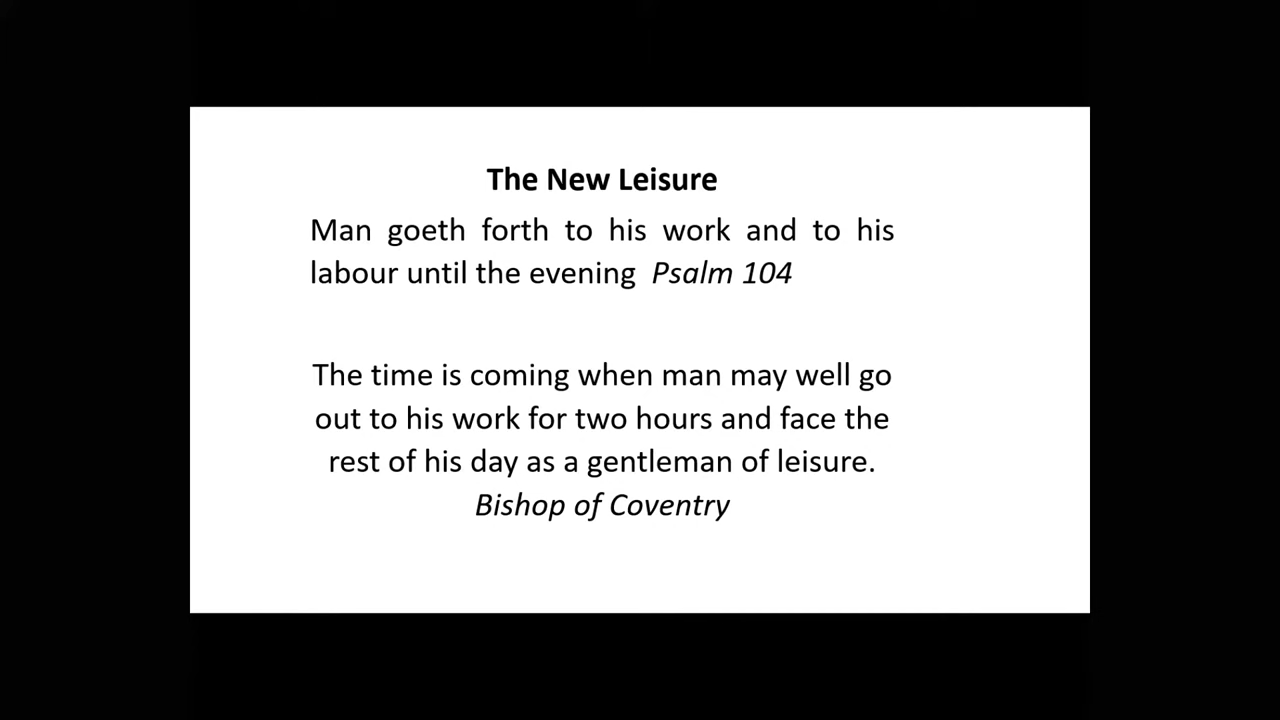 The New Leisure
Man goeth forth to his work and to his
labour until the evening Psalm 104
The time is coming when man may well go
out to his work for two hours and face the
rest of his day as a gentleman of leisure.
Bishop of Coventry